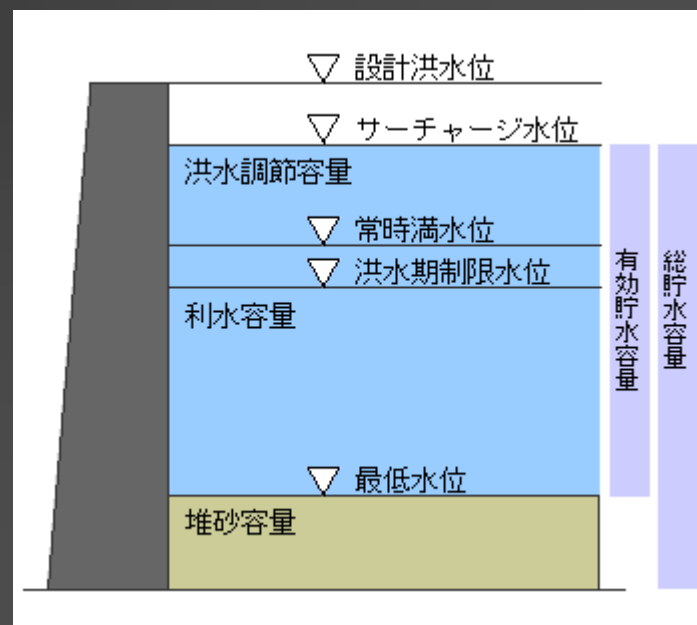 設計洪水位
サーチャージ水位
洪水調節容量
常時満水位
洪水期制限水位
利水容量
最低水位
堆砂容量
有効貯水容量
総貯水容量